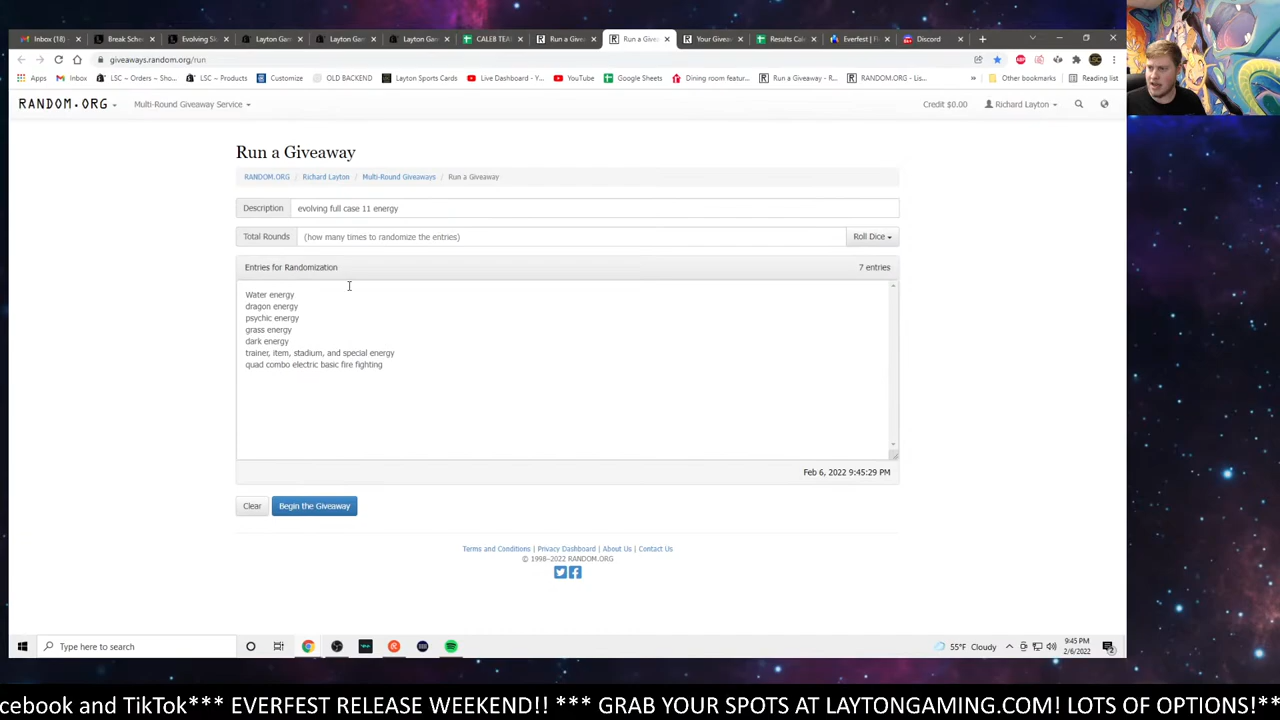 Inbox (18)
Break Sche
Evolving Sk
Layton Gam
Layton Gam
Layton Gam
CALEB TEA
Run a Givea
Run a Givea
Your Giveaw
Results Calc
Everfest | Fl
Discord
giveaways.random.org/run
Apps
Inbox
LSC ~ Orders ~ Sho...
LSC ~ Products
Customize
OLD BACKEND
Layton Sports Cards
Live Dashboard - Y...
YouTube
Google Sheets
Dining room featur...
Run a Giveaway - R...
RANDOM.ORG - Lis...
»
Other bookmarks
Reading list
RANDOM.ORG
Multi-Round Giveaway Service
Credit $0.00
Richard Layton
Run a Giveaway
RANDOM.ORG / Richard Layton / Multi-Round Giveaways / Run a Giveaway
Description evolving full case 11 energy
Total Rounds (how many times to randomize the entries) Roll Dice
Entries for Randomization 7 entries
Water energy
dragon energy
psychic energy
grass energy
dark energy
trainer, item, stadium, and special energy
quad combo electric basic fire fighting
Feb 6, 2022 9:45:29 PM
Clear Begin the Giveaway
Terms and Conditions | Privacy Dashboard | About Us | Contact Us
© 1998–2022 RANDOM.ORG
Type here to search
55°F Cloudy
9:45 PM
2/6/2022
cebook and TikTok*** EVERFEST RELEASE WEEKEND!! *** GRAB YOUR SPOTS AT LAYTONGAMING.COM! LOTS OF OPTIONS!**